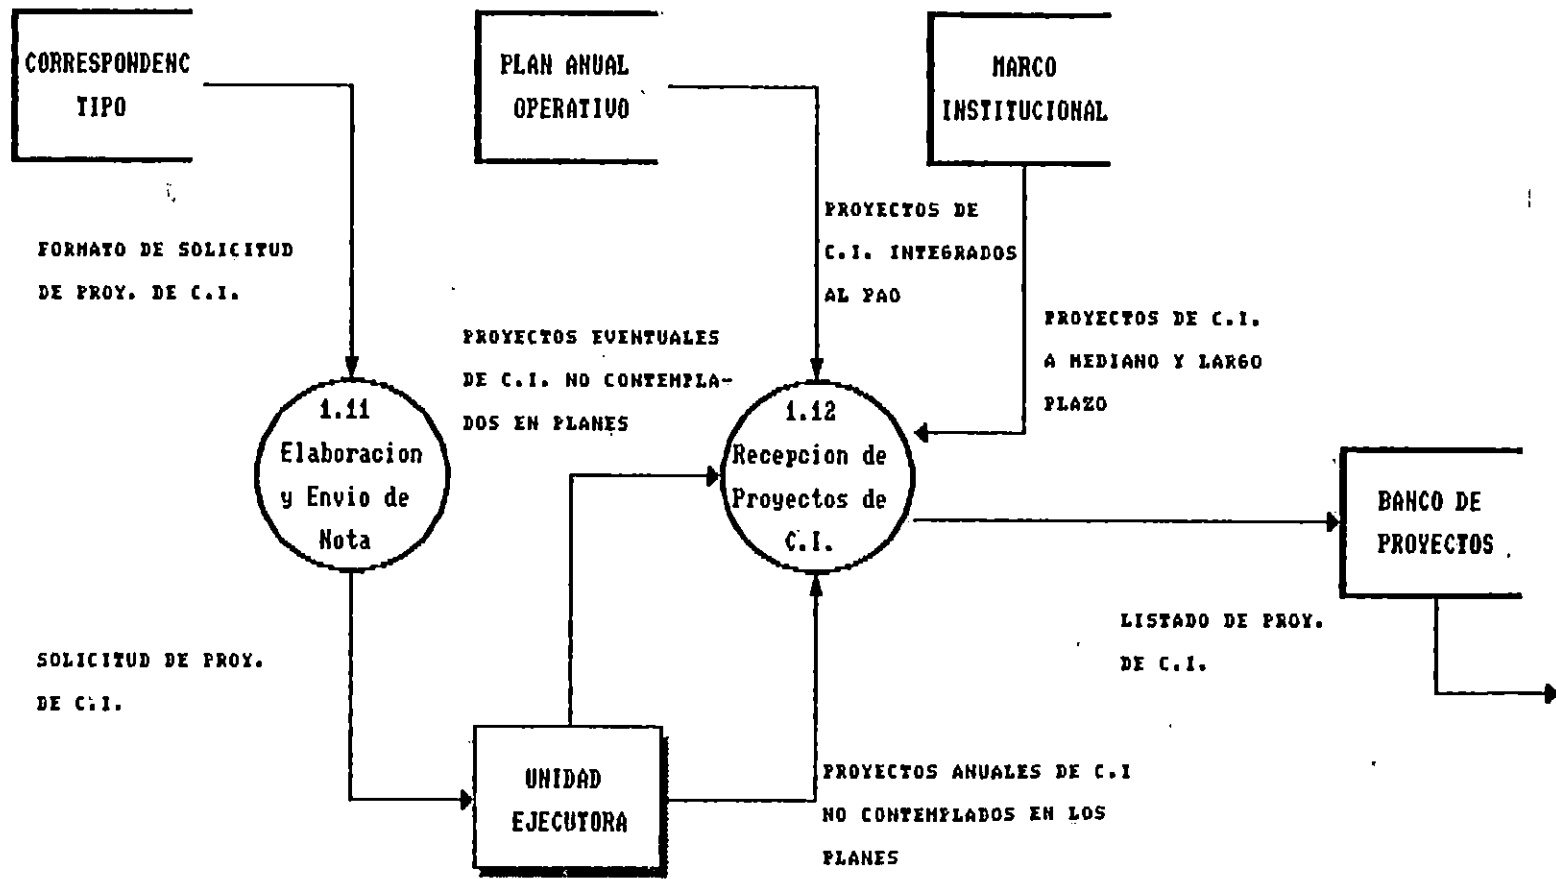 CORRESPONDENC
TIPO
PLAN ANUAL
OPERATIVO
MARCO
INSTITUCIONAL
FORMATO DE SOLICITUD
DE PROY. DE C.I.
PROYECTOS DE
C.I. INTEGRADOS
AL PAO
PROYECTOS DE C.I.
A MEDIANO Y LARGO
PLAZO
PROYECTOS EVENTUALES
DE C.I. NO CONTEMPLA-
DOS EN PLANES
1.11
Elaboracion
y Envio de
Nota
1.12
Recepcion de
Proyectos de
C.I.
BANCO DE
PROYECTOS
LISTADO DE PROY.
DE C.I.
SOLICITUD DE PROY.
DE C.I.
UNIDAD
EJECUTORA
PROYECTOS ANUALES DE C.I
NO CONTEMPLADOS EN LOS
PLANES